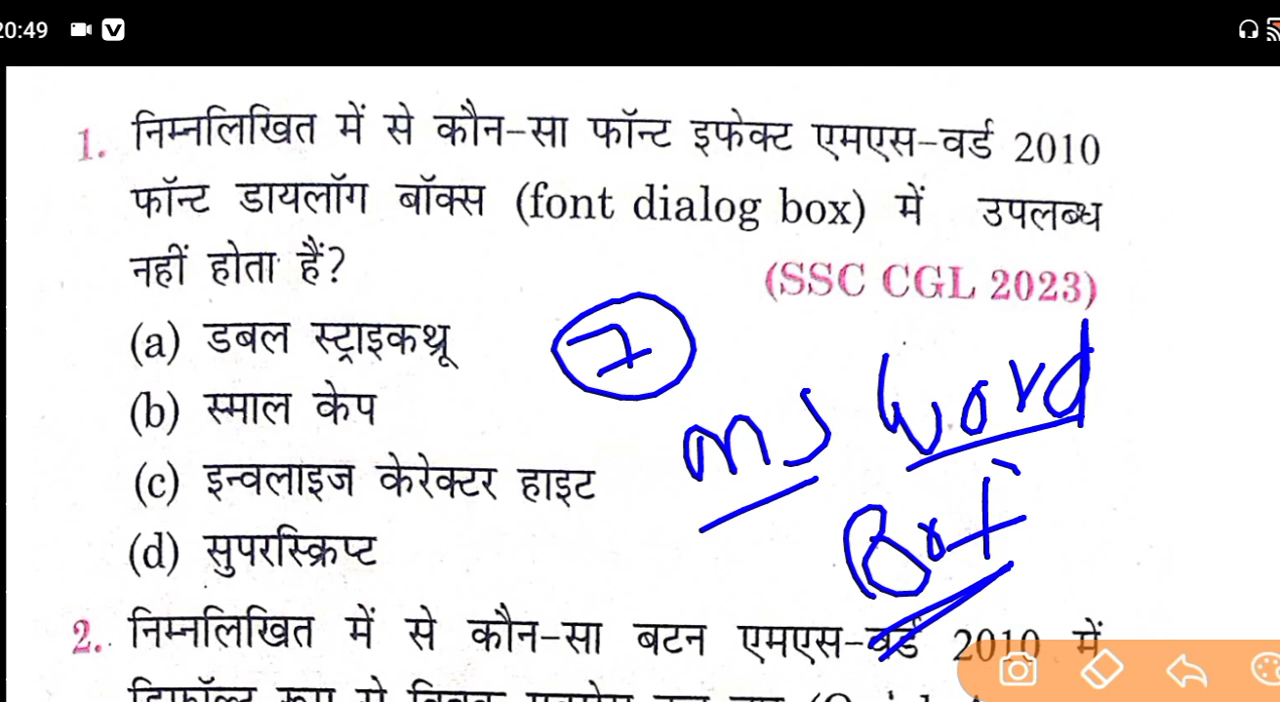 20:49
1. निम्नलिखित में से कौन-सा फॉन्ट इफेक्ट एमएस-वर्ड 2010
फॉन्ट डायलॉग बॉक्स (font dialog box) में उपलब्ध
नहीं होता हैं?
(SSC CGL 2023)
(a) डबल स्ट्राइकथ्रू
(b) स्माल केप
(c) इन्वलाइज केरेक्टर हाइट
(d) सुपरस्क्रिप्ट
7
ms Word
2. निम्नलिखित में से कौन-सा बटन एमएस-वर्ड 2010 में